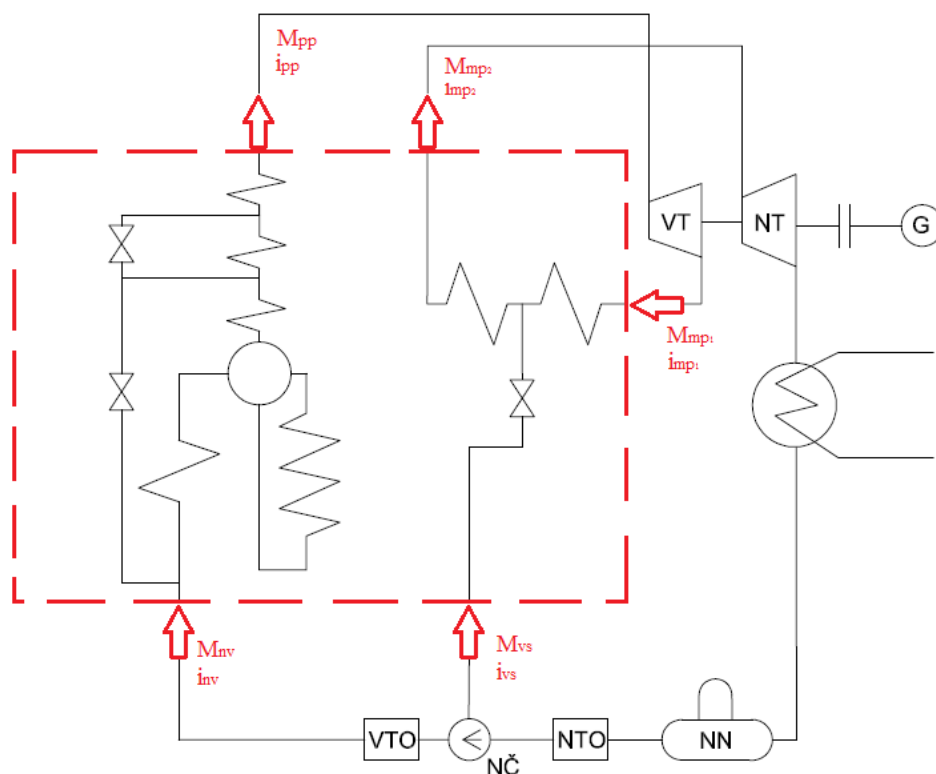 Mpp
ipp
Mmp₂
imp₂
VT
NT
G
Mmp₁
imp₁
Mnv
inv
Mvs
ivs
VTO
NČ
NTO
NN